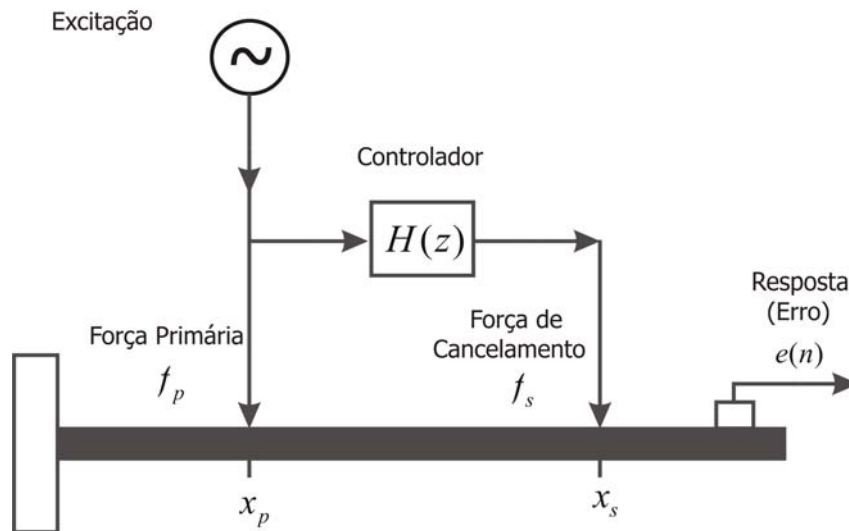 Excitação
~
Controlador
H(z)
Resposta
(Erro)
e(n)
Força Primária
f_p
Força de
Cancelamento
f_s
x_p
x_s